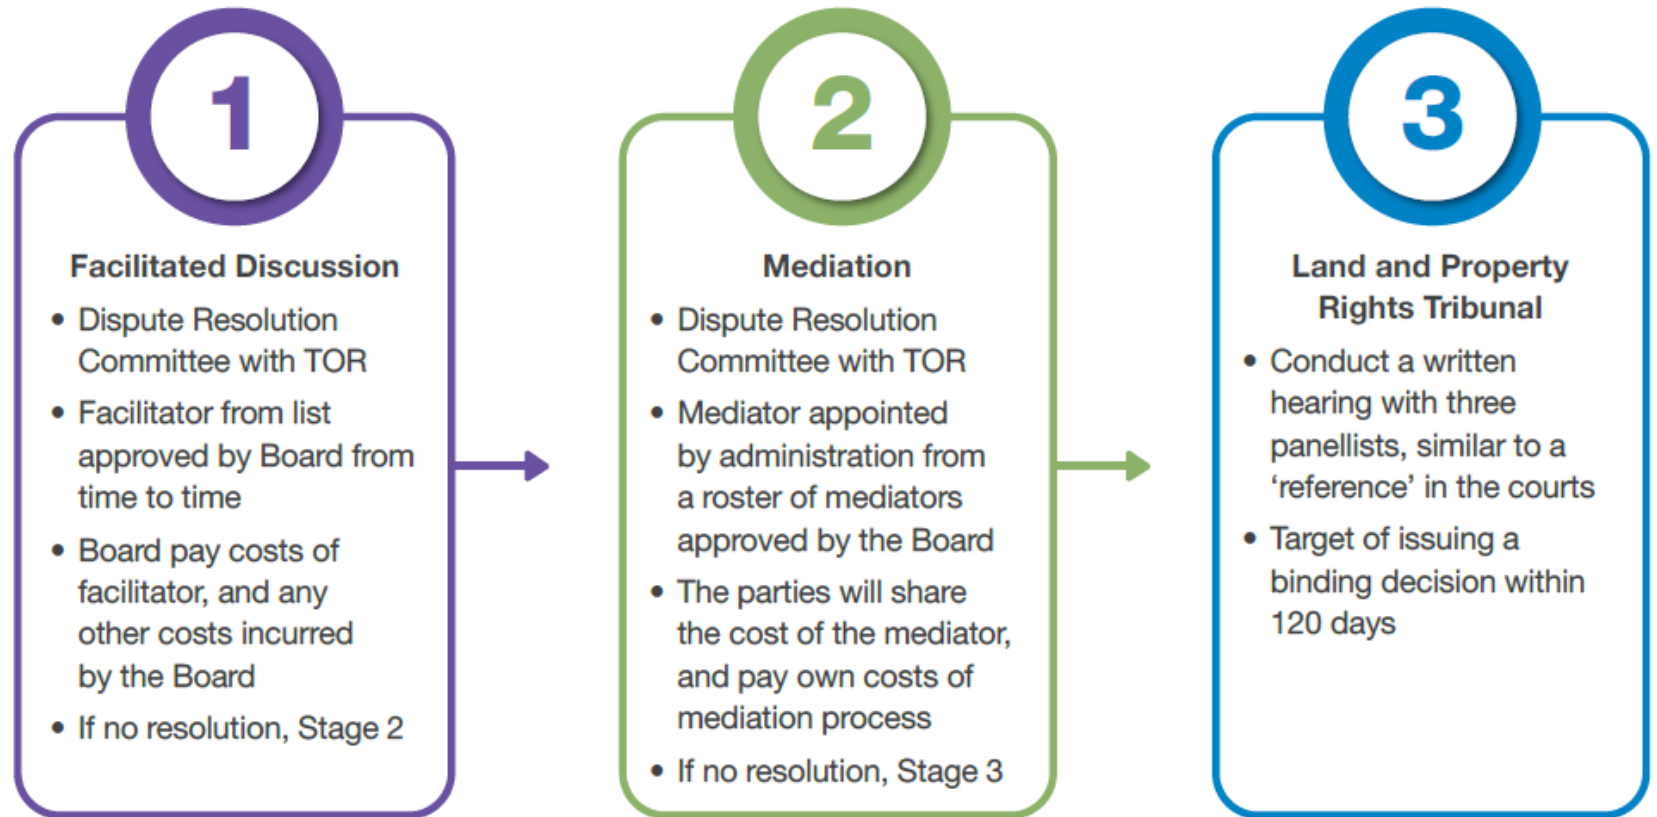 1
Facilitated Discussion
• Dispute Resolution
Committee with TOR
• Facilitator from list
approved by Board from
time to time
• Board pay costs of
facilitator, and any
other costs incurred
by the Board
• If no resolution, Stage 2
2
Mediation
• Dispute Resolution
Committee with TOR
• Mediator appointed
by administration from
a roster of mediators
approved by the Board
• The parties will share
the cost of the mediator,
and pay own costs of
mediation process
• If no resolution, Stage 3
3
Land and Property
Rights Tribunal
• Conduct a written
hearing with three
panellists, similar to a
‘reference’ in the courts
• Target of issuing a
binding decision within
120 days